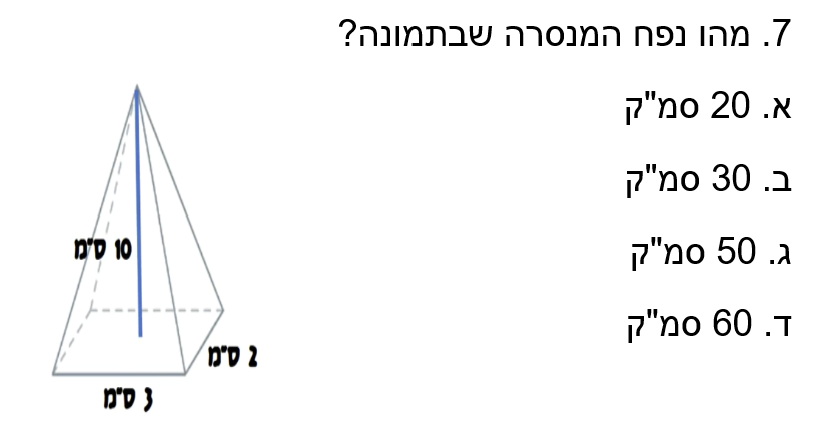 7. מהו נפח המנסרה שבתמונה?
א. 20 סמ"ק
ב. 30 סמ"ק
ג. 50 סמ"ק
ד. 60 סמ"ק
10 ס"מ
2 ס"מ
3 ס"מ